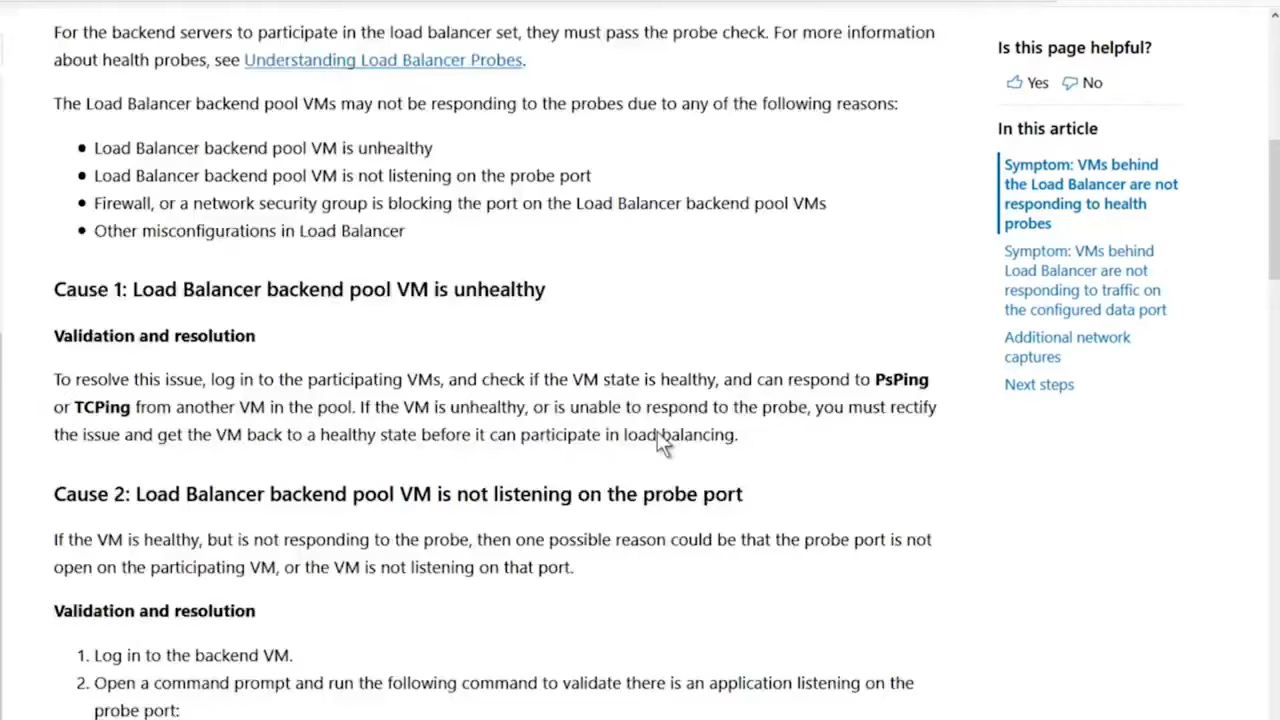 For the backend servers to participate in the load balancer set, they must pass the probe check. For more information
about health probes, see Understanding Load Balancer Probes.
The Load Balancer backend pool VMs may not be responding to the probes due to any of the following reasons:
• Load Balancer backend pool VM is unhealthy
• Load Balancer backend pool VM is not listening on the probe port
• Firewall, or a network security group is blocking the port on the Load Balancer backend pool VMs
• Other misconfigurations in Load Balancer
Cause 1: Load Balancer backend pool VM is unhealthy
Validation and resolution
To resolve this issue, log in to the participating VMs, and check if the VM state is healthy, and can respond to PsPing
or TCPing from another VM in the pool. If the VM is unhealthy, or is unable to respond to the probe, you must rectify
the issue and get the VM back to a healthy state before it can participate in load balancing.
Cause 2: Load Balancer backend pool VM is not listening on the probe port
If the VM is healthy, but is not responding to the probe, then one possible reason could be that the probe port is not
open on the participating VM, or the VM is not listening on that port.
Validation and resolution
1. Log in to the backend VM.
2. Open a command prompt and run the following command to validate there is an application listening on the
probe port:
Is this page helpful?
Yes No
In this article
Symptom: VMs behind
the Load Balancer are not
responding to health
probes
Symptom: VMs behind
Load Balancer are not
responding to traffic on
the configured data port
Additional network
captures
Next steps